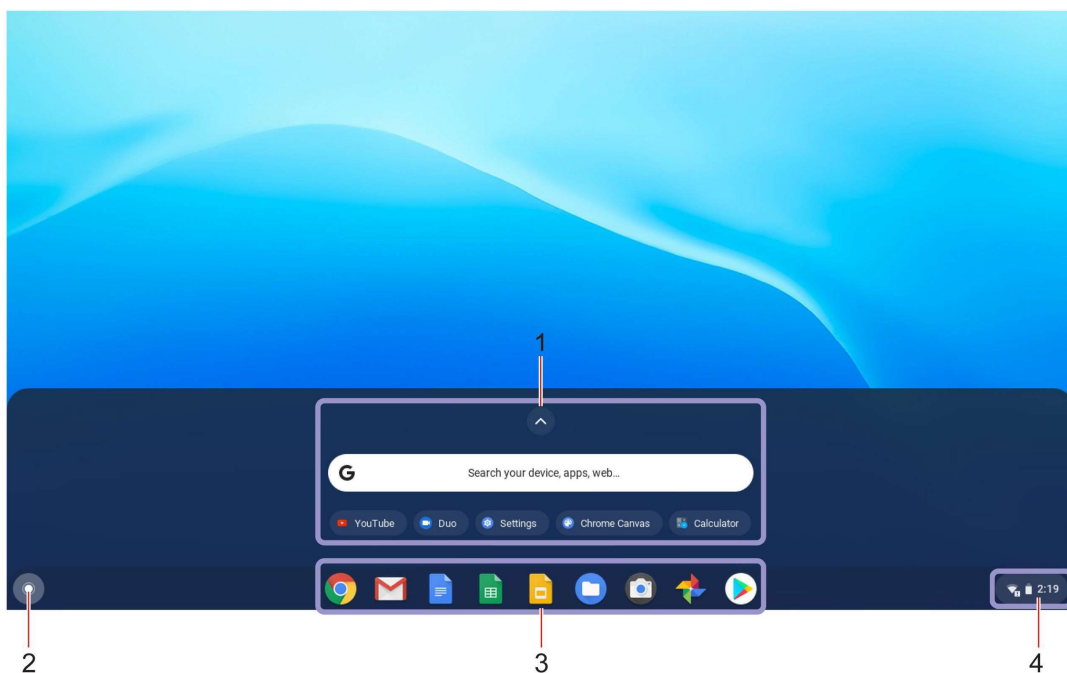 1
G
Search your device, apps, web...
YouTube
Duo
Settings
Chrome Canvas
Calculator
2:19
2
3
4